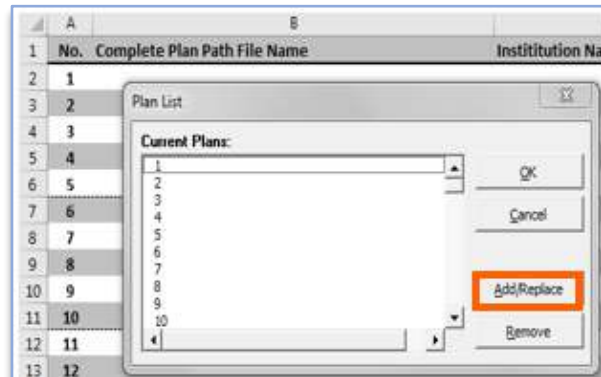 A B
1 No. Complete Plan Path File Name Instititution Na
2 1
3 2
4 3
5 4
6 5
7 6
8 7
9 8
10 9
11 10
12 11
13 12
Plan List
Current Plans:
1
2
3
4
5
6
7
8
9
10
OK
Cancel
Add/Replace
Remove